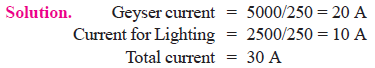 Solution. Geyser current = 5000/250 = 20 A
Current for Lighting = 2500/250 = 10 A
Total current = 30 A